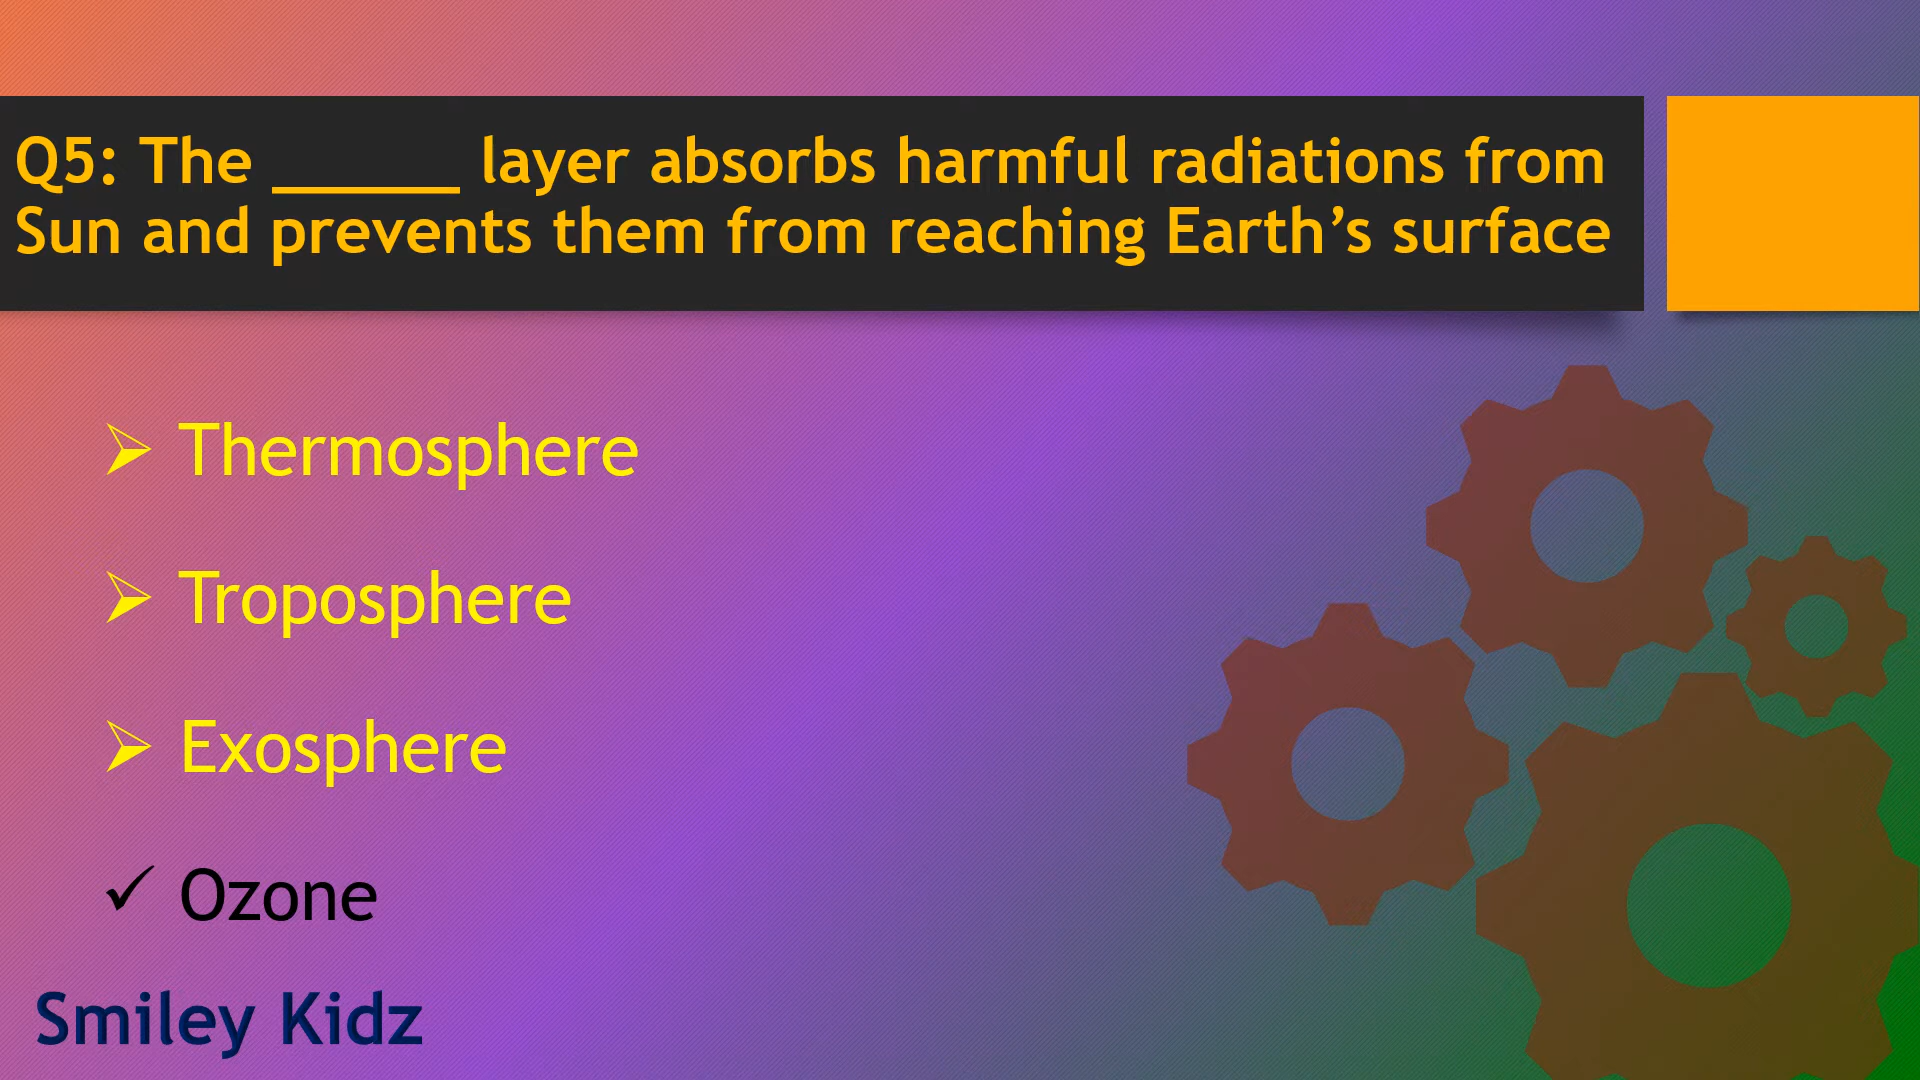 Q5: The _____ layer absorbs harmful radiations from
Sun and prevents them from reaching Earth’s surface
Thermosphere
Troposphere
Exosphere
Ozone
Smiley Kidz